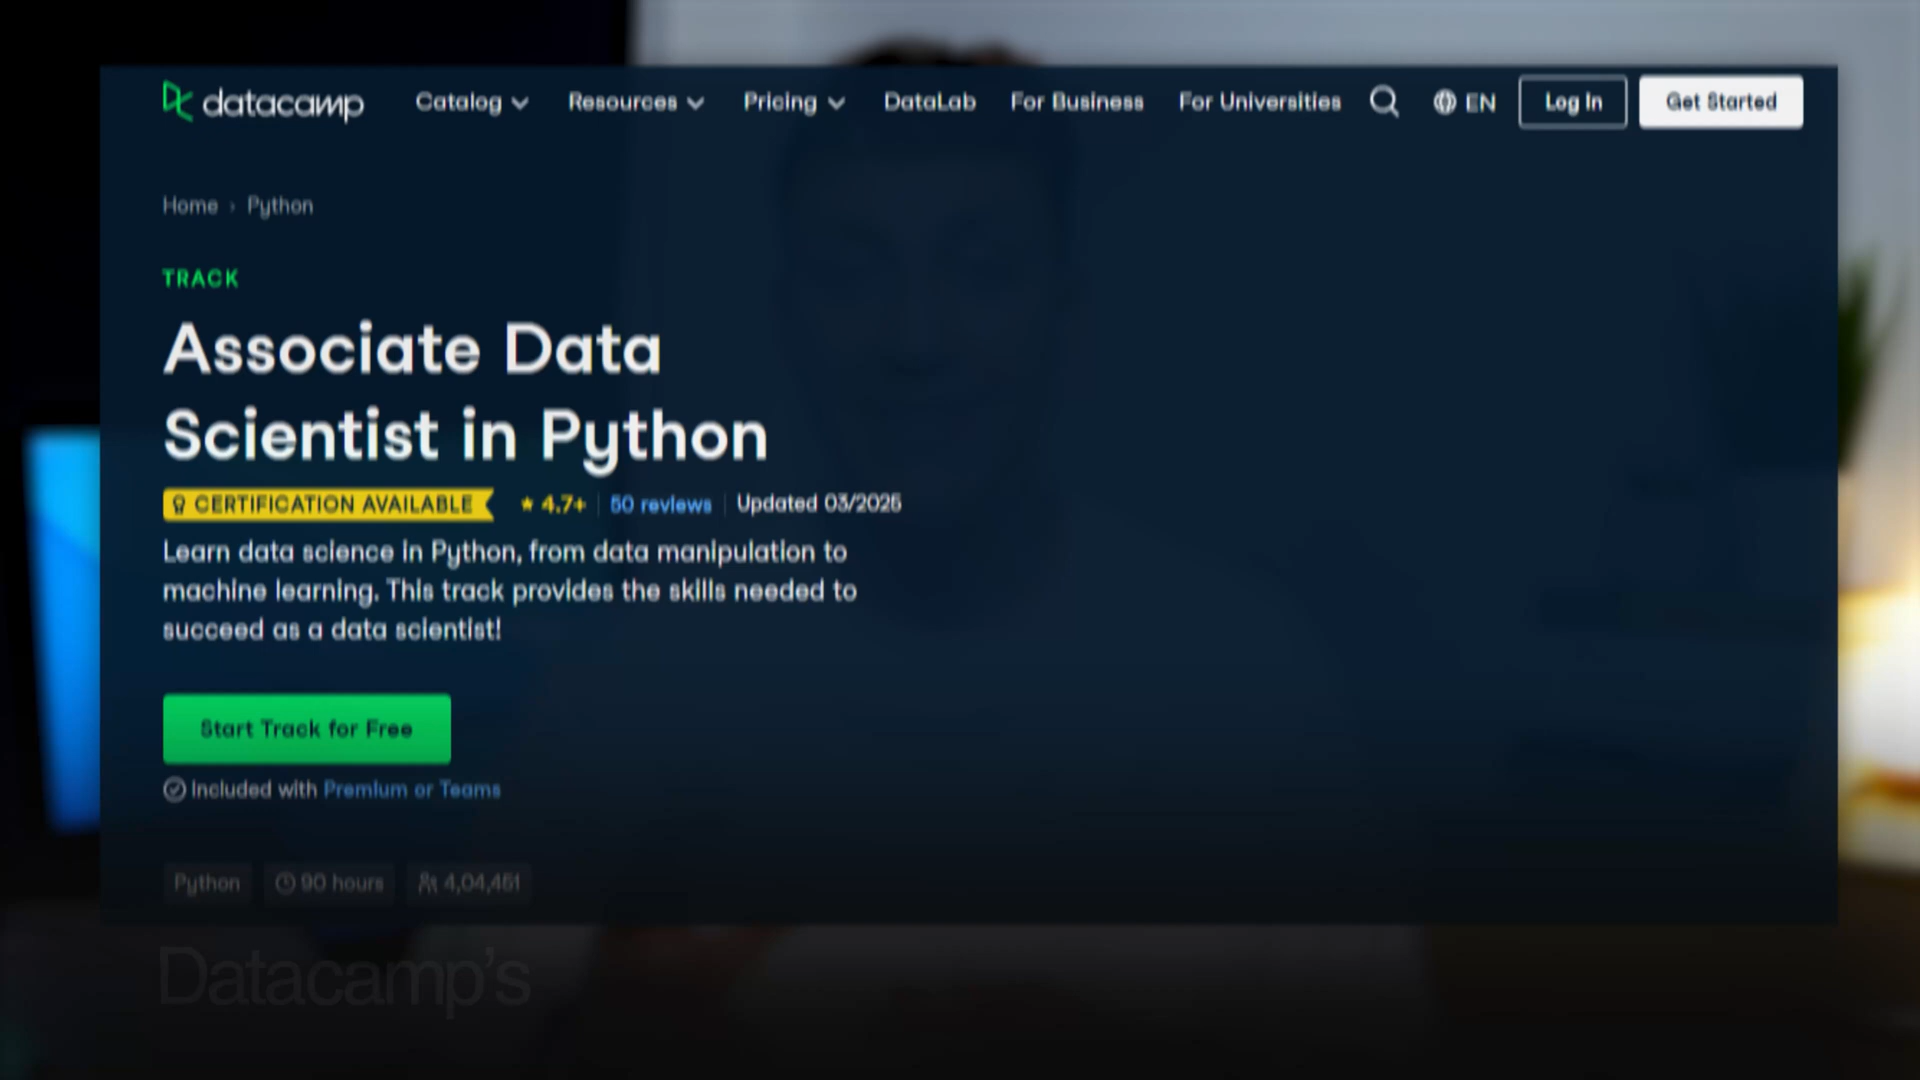 datacamp Catalog Resources Pricing DataLab For Business For Universities EN Log In Get Started
Home › Python
TRACK
Associate Data
Scientist in Python
CERTIFICATION AVAILABLE ★ 4.7+ 50 reviews Updated 03/2025
Learn data science in Python, from data manipulation to
machine learning. This track provides the skills needed to
succeed as a data scientist!
Start Track for Free
Included with Premium or Teams
Python 90 hours 4,04,451
Datacamp's